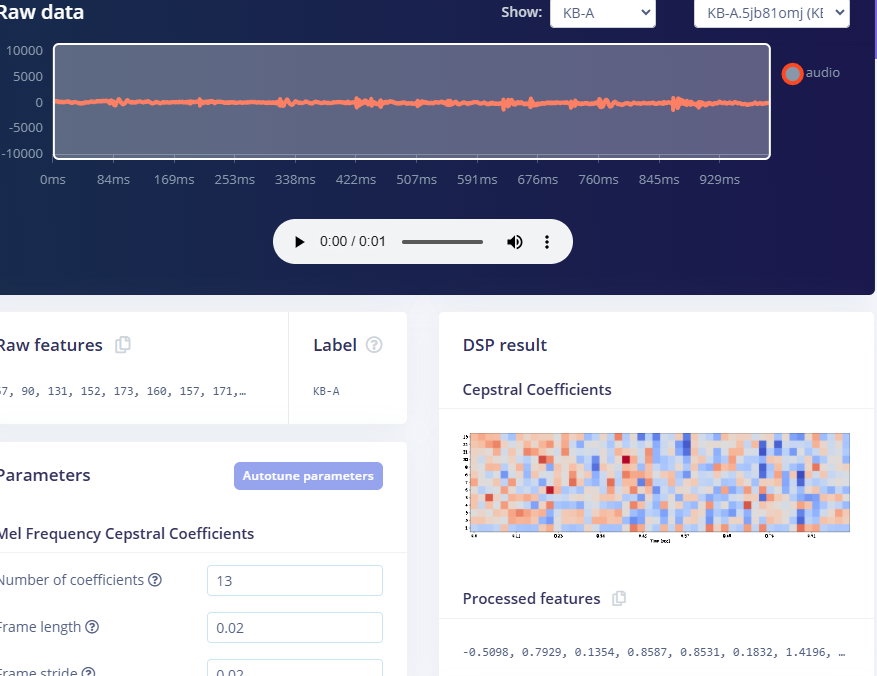 Raw data
Show:
KB-A
KB-A.5jb81omj (KE
10000
5000
0
-5000
-10000
audio
0ms 84ms 169ms 253ms 338ms 422ms 507ms 591ms 676ms 760ms 845ms 929ms
0:00 / 0:01
Raw features
Label
57, 90, 131, 152, 173, 160, 157, 171,…
KB-A
DSP result
Cepstral Coefficients
Time [sec]
Parameters
Autotune parameters
Mel Frequency Cepstral Coefficients
Number of coefficients
13
Frame length
0.02
Frame stride
0.02
Processed features
-0.5098, 0.7929, 0.1354, 0.8587, 0.8531, 0.1832, 1.4196, …